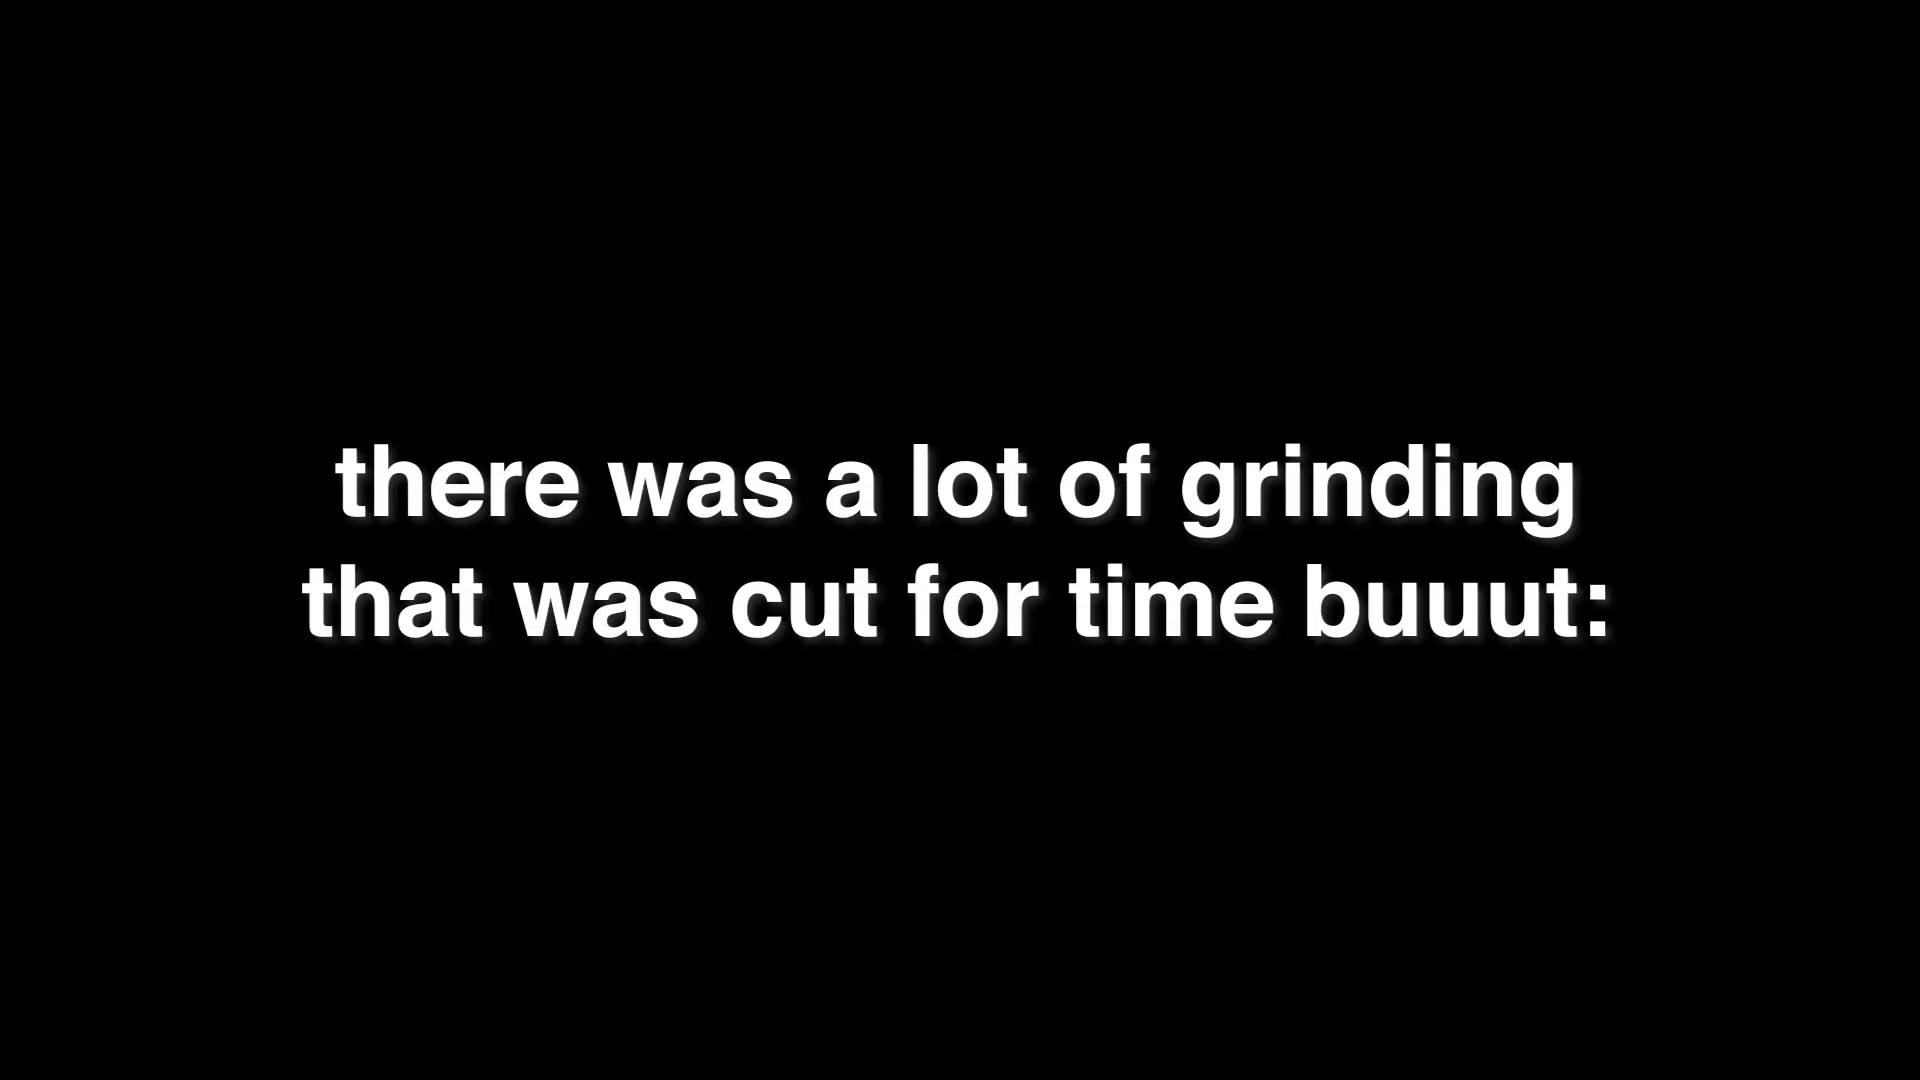 there was a lot of grinding
that was cut for time buuut: